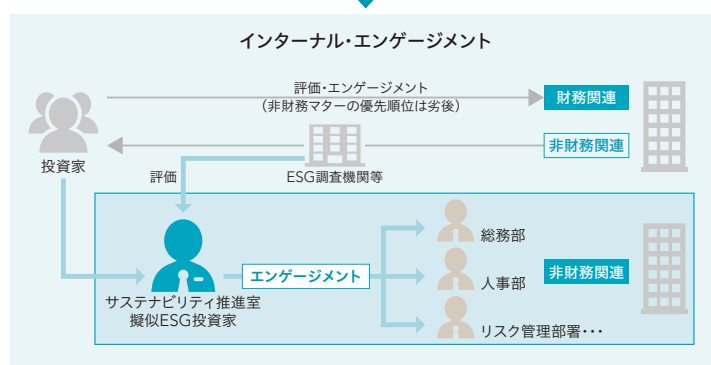 インターナル・エンゲージメント
評価・エンゲージメント
（非財務マターの優先順位は劣後）
財務関連
非財務関連
投資家
評価
ESG調査機関等
総務部
エンゲージメント
人事部
非財務関連
サステナビリティ推進室
擬似ESG投資家
リスク管理部署・・・